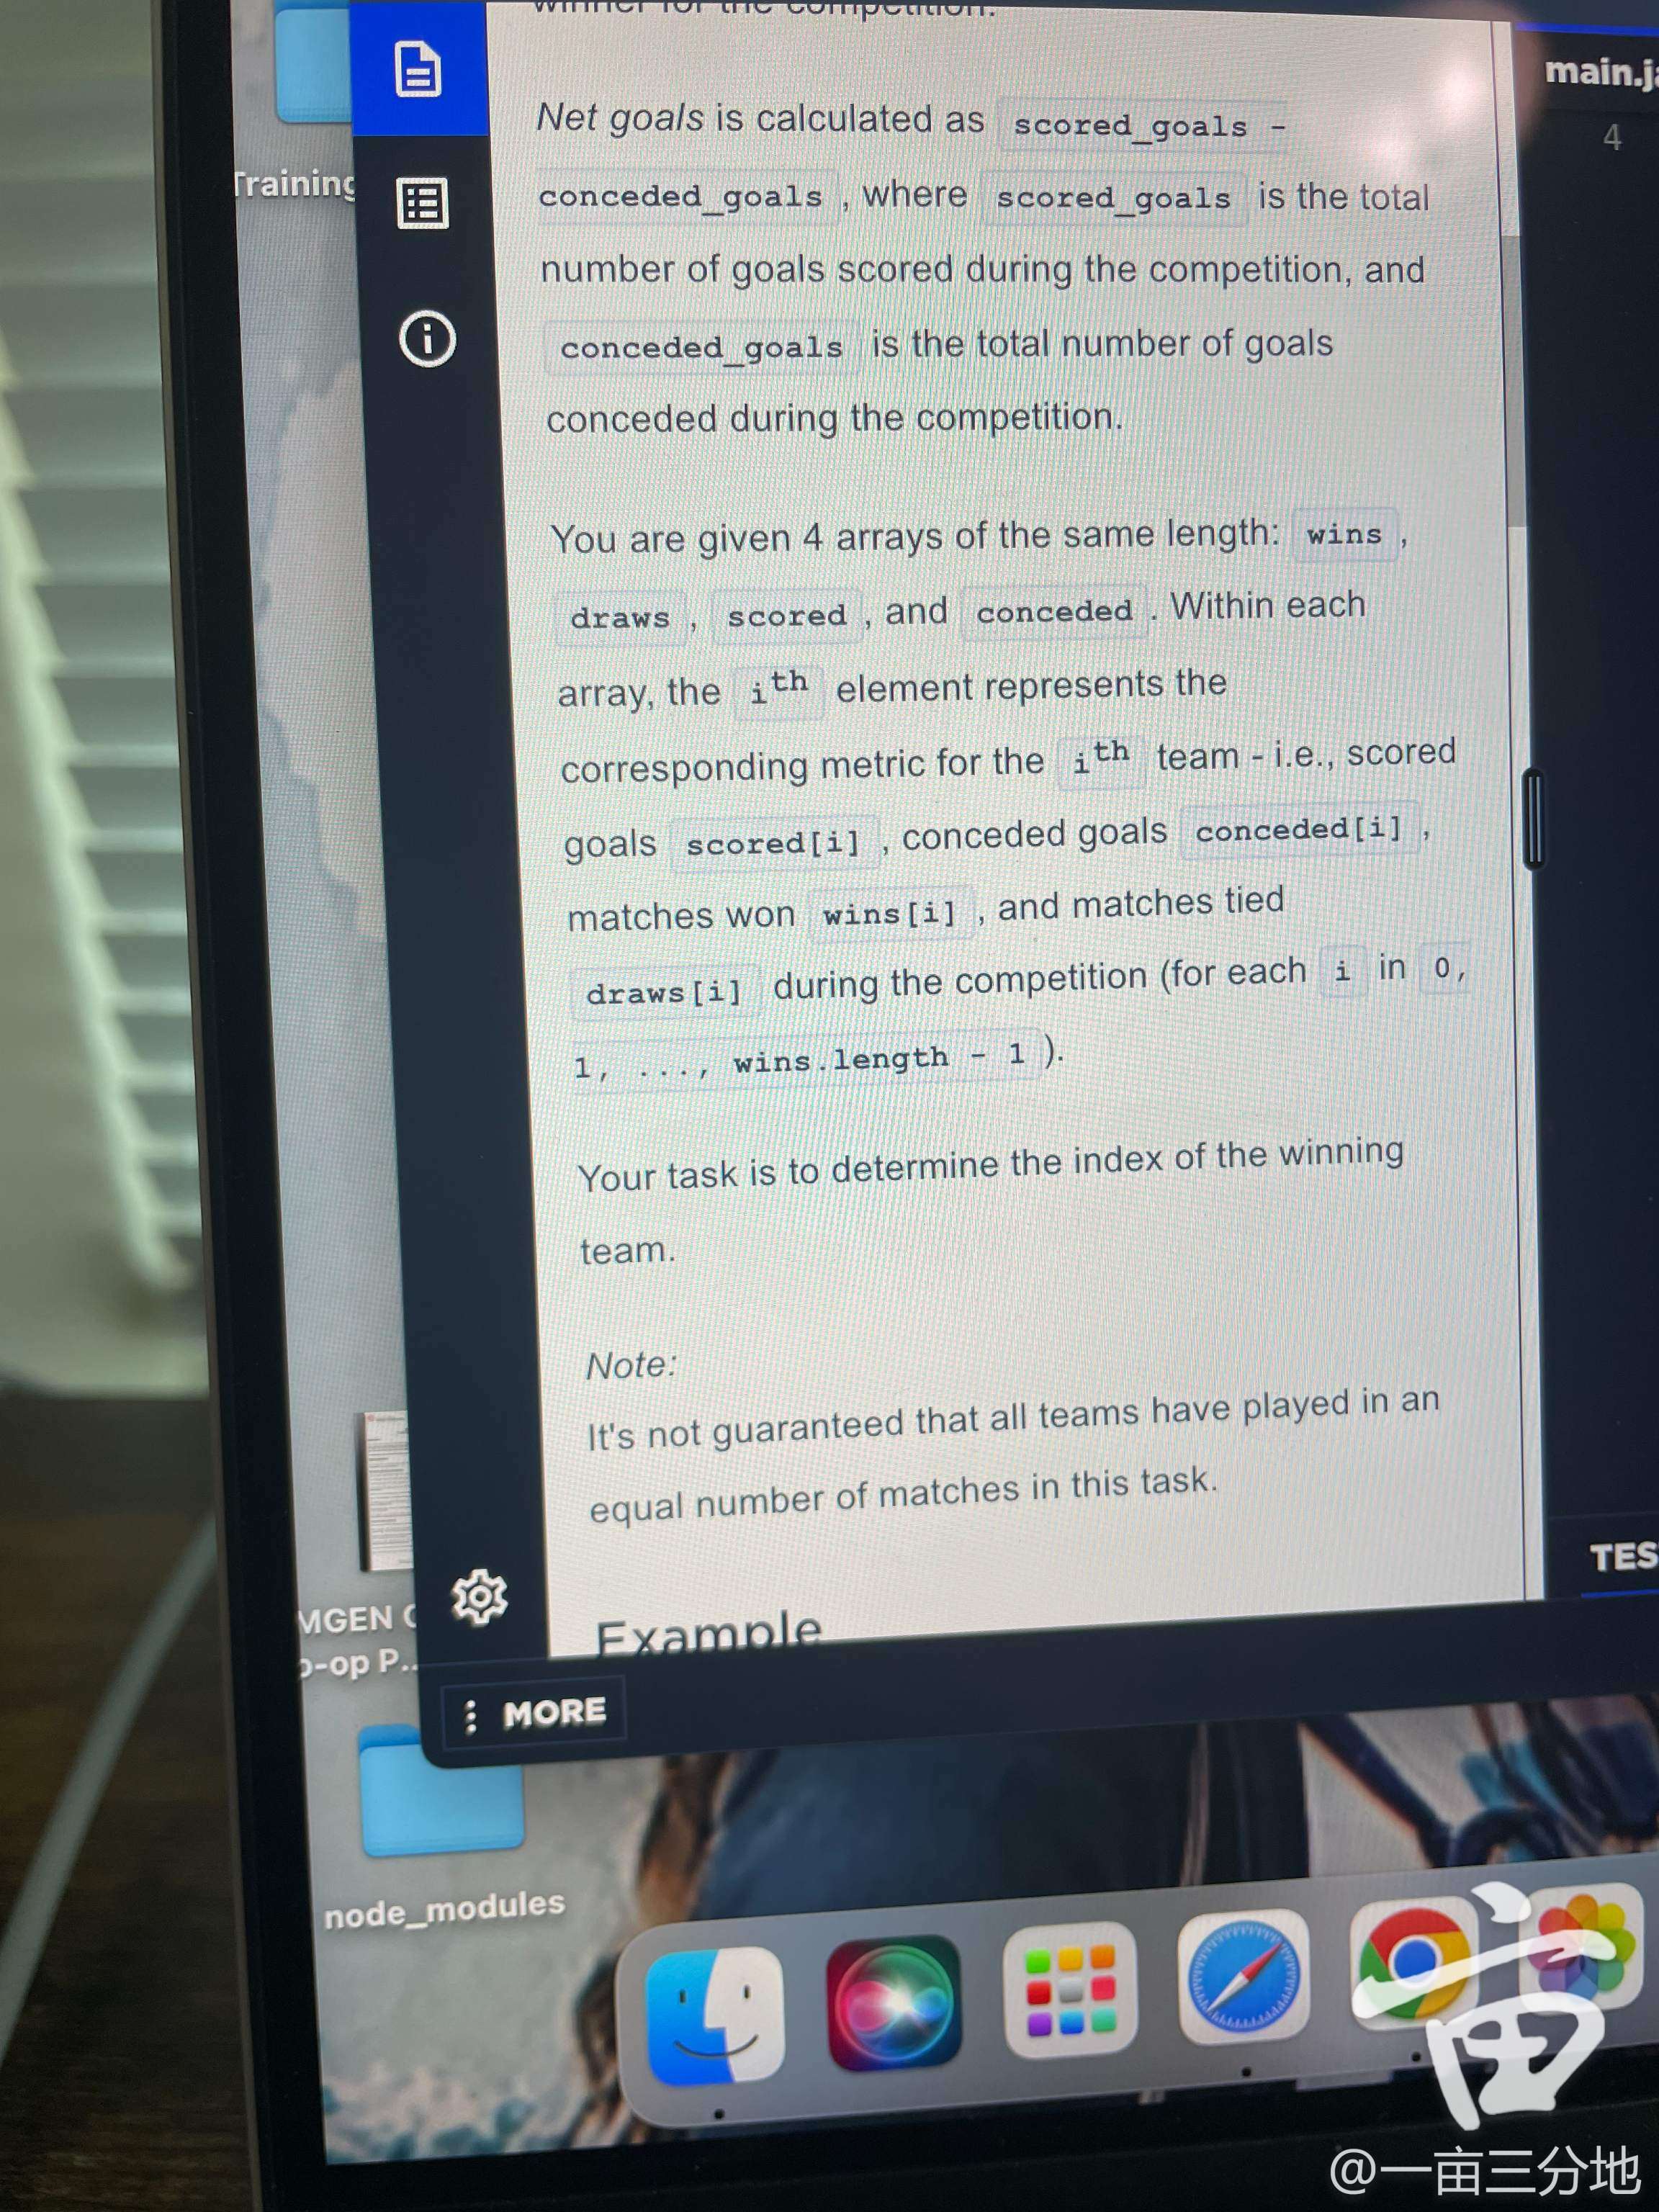 winner for the competition.
Net goals is calculated as scored_goals -
conceded_goals , where scored_goals is the total
number of goals scored during the competition, and
conceded_goals is the total number of goals
conceded during the competition.
You are given 4 arrays of the same length: wins ,
draws , scored , and conceded . Within each
array, the ith element represents the
corresponding metric for the ith team - i.e., scored
goals scored[i] , conceded goals conceded[i] ,
matches won wins[i] , and matches tied
draws[i] during the competition (for each i in 0,
1, ..., wins.length - 1 ).
Your task is to determine the index of the winning
team.
Note:
It's not guaranteed that all teams have played in an
equal number of matches in this task.
Example
MORE
main.ja
4
TES
Training
MGEN C
o-op P...
node_modules
@一亩三分地